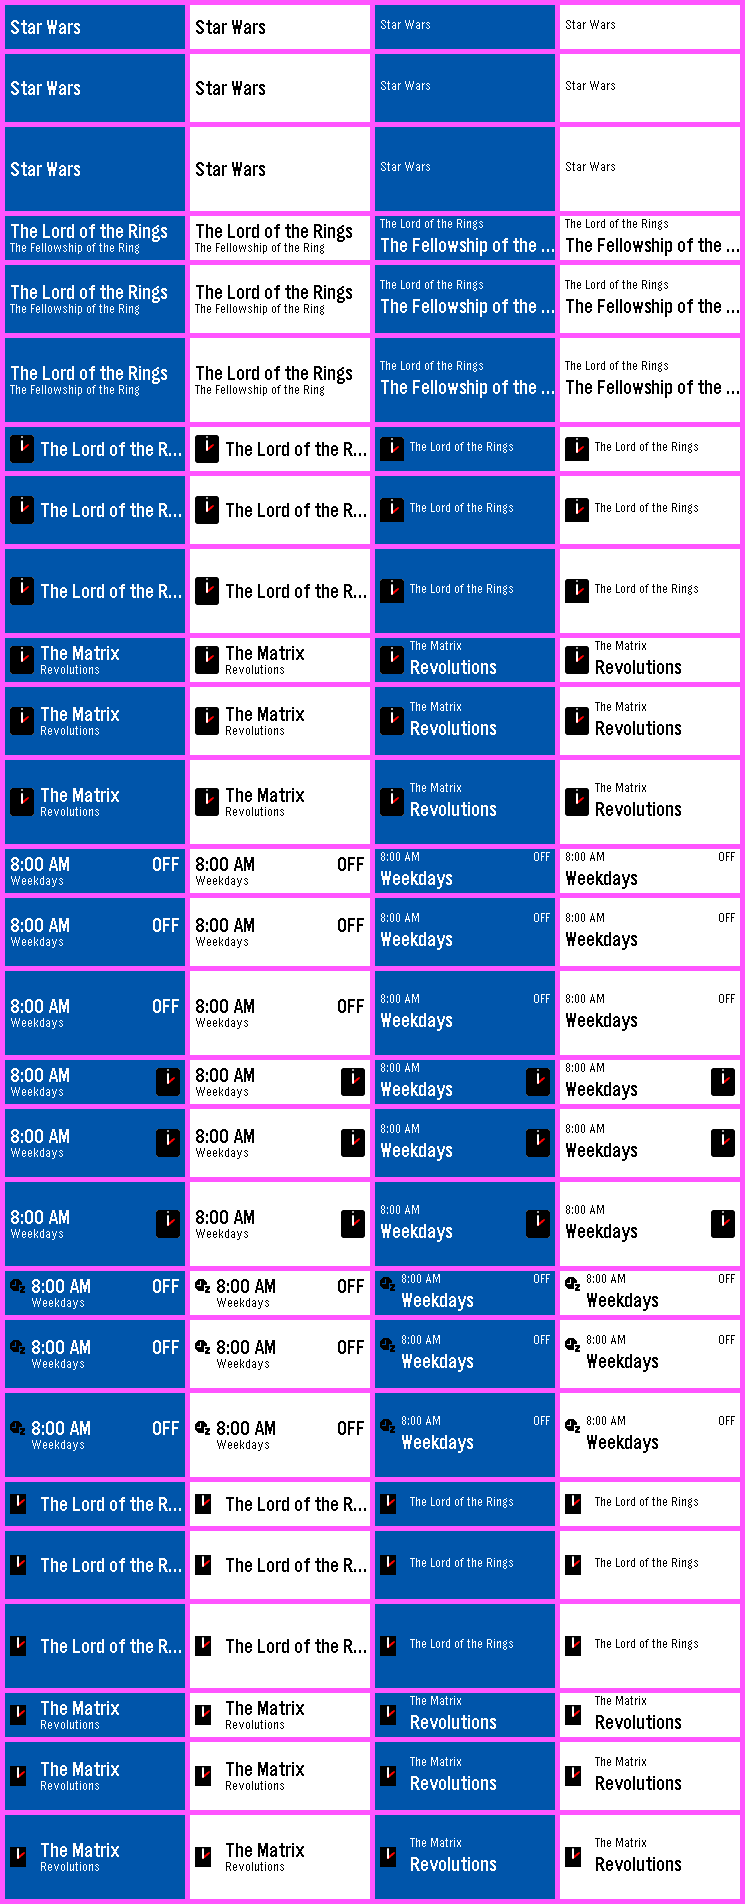 Star Wars Star Wars Star Wars Star Wars
Star Wars Star Wars Star Wars Star Wars
Star Wars Star Wars Star Wars Star Wars
The Lord of the Rings The Lord of the Rings The Lord of the Rings The Lord of the Rings
The Fellowship of the Ring The Fellowship of the Ring The Fellowship of the ... The Fellowship of the ...
The Lord of the Rings The Lord of the Rings The Lord of the Rings The Lord of the Rings
The Fellowship of the Ring The Fellowship of the Ring The Fellowship of the ... The Fellowship of the ...
The Lord of the Rings The Lord of the Rings The Lord of the Rings The Lord of the Rings
The Fellowship of the Ring The Fellowship of the Ring The Fellowship of the ... The Fellowship of the ...
The Lord of the R... The Lord of the R... The Lord of the Rings The Lord of the Rings
The Lord of the R... The Lord of the R... The Lord of the Rings The Lord of the Rings
The Lord of the R... The Lord of the R... The Lord of the Rings The Lord of the Rings
The Matrix The Matrix The Matrix The Matrix
Revolutions Revolutions Revolutions Revolutions
The Matrix The Matrix The Matrix The Matrix
Revolutions Revolutions Revolutions Revolutions
The Matrix The Matrix The Matrix The Matrix
Revolutions Revolutions Revolutions Revolutions
8:00 AM OFF 8:00 AM OFF 8:00 AM OFF 8:00 AM OFF
Weekdays Weekdays Weekdays Weekdays
8:00 AM OFF 8:00 AM OFF 8:00 AM OFF 8:00 AM OFF
Weekdays Weekdays Weekdays Weekdays
8:00 AM OFF 8:00 AM OFF 8:00 AM OFF 8:00 AM OFF
Weekdays Weekdays Weekdays Weekdays
8:00 AM 8:00 AM 8:00 AM 8:00 AM
Weekdays Weekdays Weekdays Weekdays
8:00 AM 8:00 AM 8:00 AM 8:00 AM
Weekdays Weekdays Weekdays Weekdays
8:00 AM 8:00 AM 8:00 AM 8:00 AM
Weekdays Weekdays Weekdays Weekdays
8:00 AM OFF 8:00 AM OFF 8:00 AM OFF 8:00 AM OFF
Weekdays Weekdays Weekdays Weekdays
8:00 AM OFF 8:00 AM OFF 8:00 AM OFF 8:00 AM OFF
Weekdays Weekdays Weekdays Weekdays
8:00 AM OFF 8:00 AM OFF 8:00 AM OFF 8:00 AM OFF
Weekdays Weekdays Weekdays Weekdays
The Lord of the R... The Lord of the R... The Lord of the Rings The Lord of the Rings
The Lord of the R... The Lord of the R... The Lord of the Rings The Lord of the Rings
The Lord of the R... The Lord of the R... The Lord of the Rings The Lord of the Rings
The Matrix The Matrix The Matrix The Matrix
Revolutions Revolutions Revolutions Revolutions
The Matrix The Matrix The Matrix The Matrix
Revolutions Revolutions Revolutions Revolutions
The Matrix The Matrix The Matrix The Matrix
Revolutions Revolutions Revolutions Revolutions